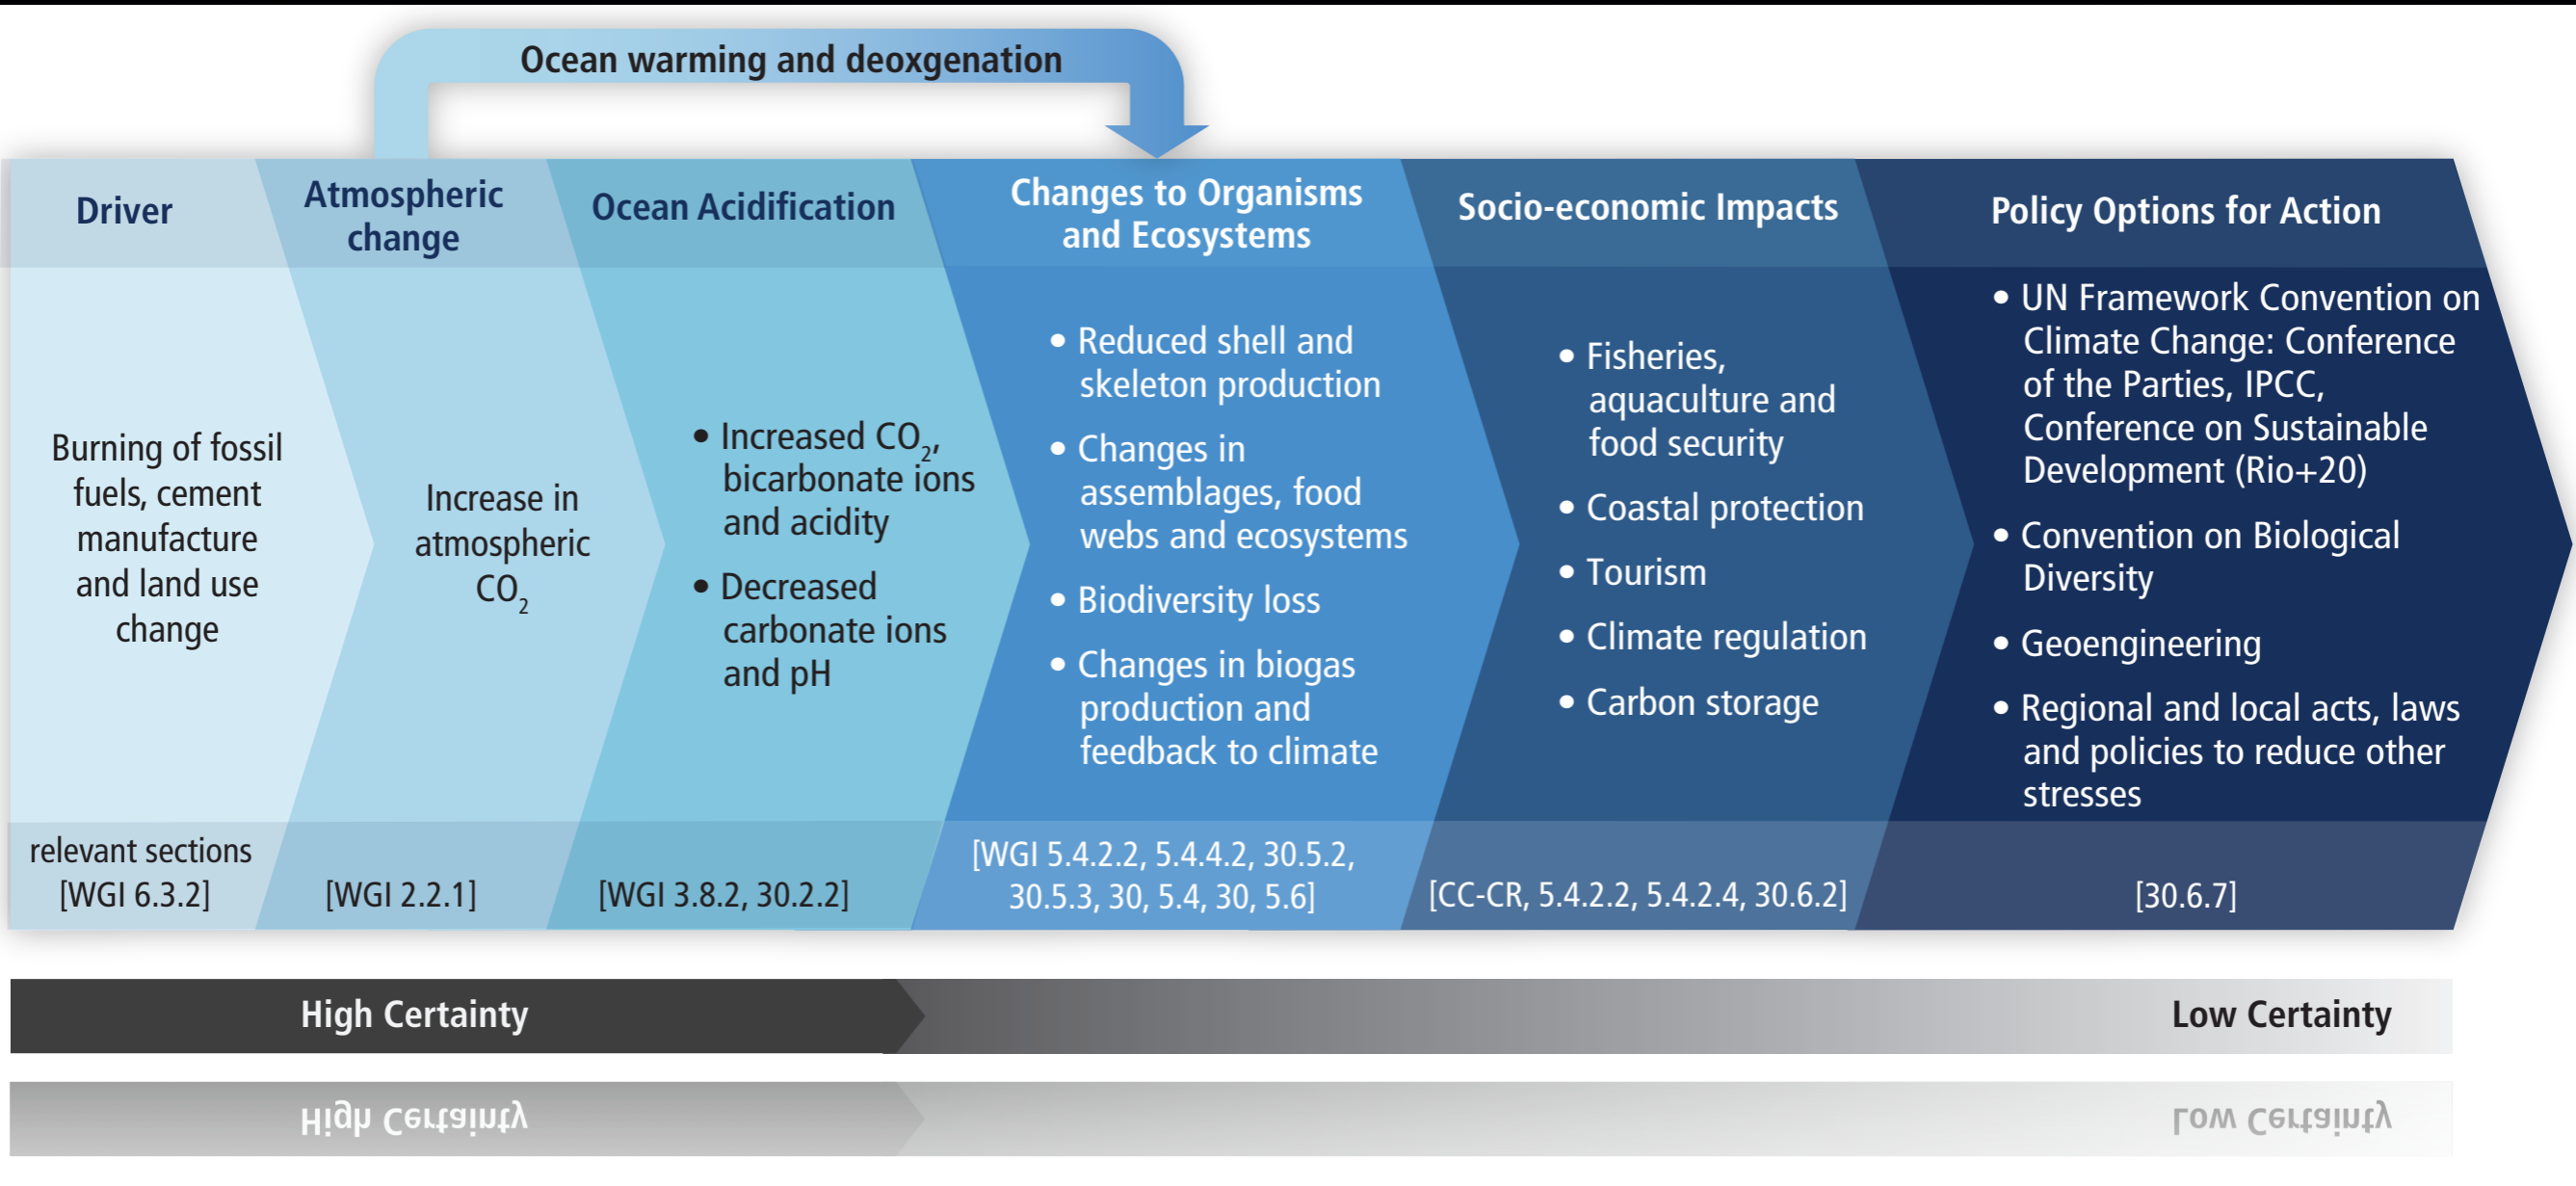 Ocean warming and deoxgenation
Driver
Burning of fossil
fuels, cement
manufacture
and land use
change
relevant sections
[WGI 6.3.2]
Atmospheric
change
Increase in
atmospheric
CO₂
[WGI 2.2.1]
Ocean Acidification
• Increased CO₂,
bicarbonate ions
and acidity
• Decreased
carbonate ions
and pH
[WGI 3.8.2, 30.2.2]
Changes to Organisms
and Ecosystems
• Reduced shell and
skeleton production
• Changes in
assemblages, food
webs and ecosystems
• Biodiversity loss
• Changes in biogas
production and
feedback to climate
[WGI 5.4.2.2, 5.4.4.2, 30.5.2,
30.5.3, 30, 5.4, 30, 5.6]
Socio-economic Impacts
• Fisheries,
aquaculture and
food security
• Coastal protection
• Tourism
• Climate regulation
• Carbon storage
[CC-CR, 5.4.2.2, 5.4.2.4, 30.6.2]
Policy Options for Action
• UN Framework Convention on
Climate Change: Conference
of the Parties, IPCC,
Conference on Sustainable
Development (Rio+20)
• Convention on Biological
Diversity
• Geoengineering
• Regional and local acts, laws
and policies to reduce other
stresses
[30.6.7]
High Certainty
Low Certainty
High Certainty
Low Certainty